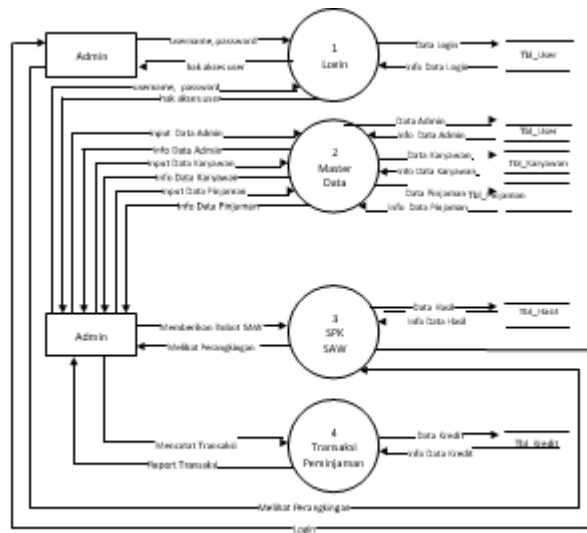 Admin
username, password
hak akses user
1
Login
Data Login
Info Data Login
Tbl_User
username, password
hak akses user
Input Data Admin
Info Data Admin
Input Data Karyawan
Info Data Karyawan
Input Data Pinjaman
Info Data Pinjaman
2
Master
Data
Data Admin
Info Data Admin
Tbl_User
Data Karyawan
Info Data Karyawan
Tbl_Karyawan
Data Pinjaman
Tbl_Pinjaman
Info Data Pinjaman
Admin
Memberikan Bobot SAW
Melihat Perangkingan
3
SPK
SAW
Data Hasil
Info Data Hasil
Tbl_Hasil
Mencatat Transaksi
Report Transaksi
4
Transaksi
Peminjaman
Data Kredit
Info Data Kredit
Tbl_Kredit
Melihat Perangkingan
Login